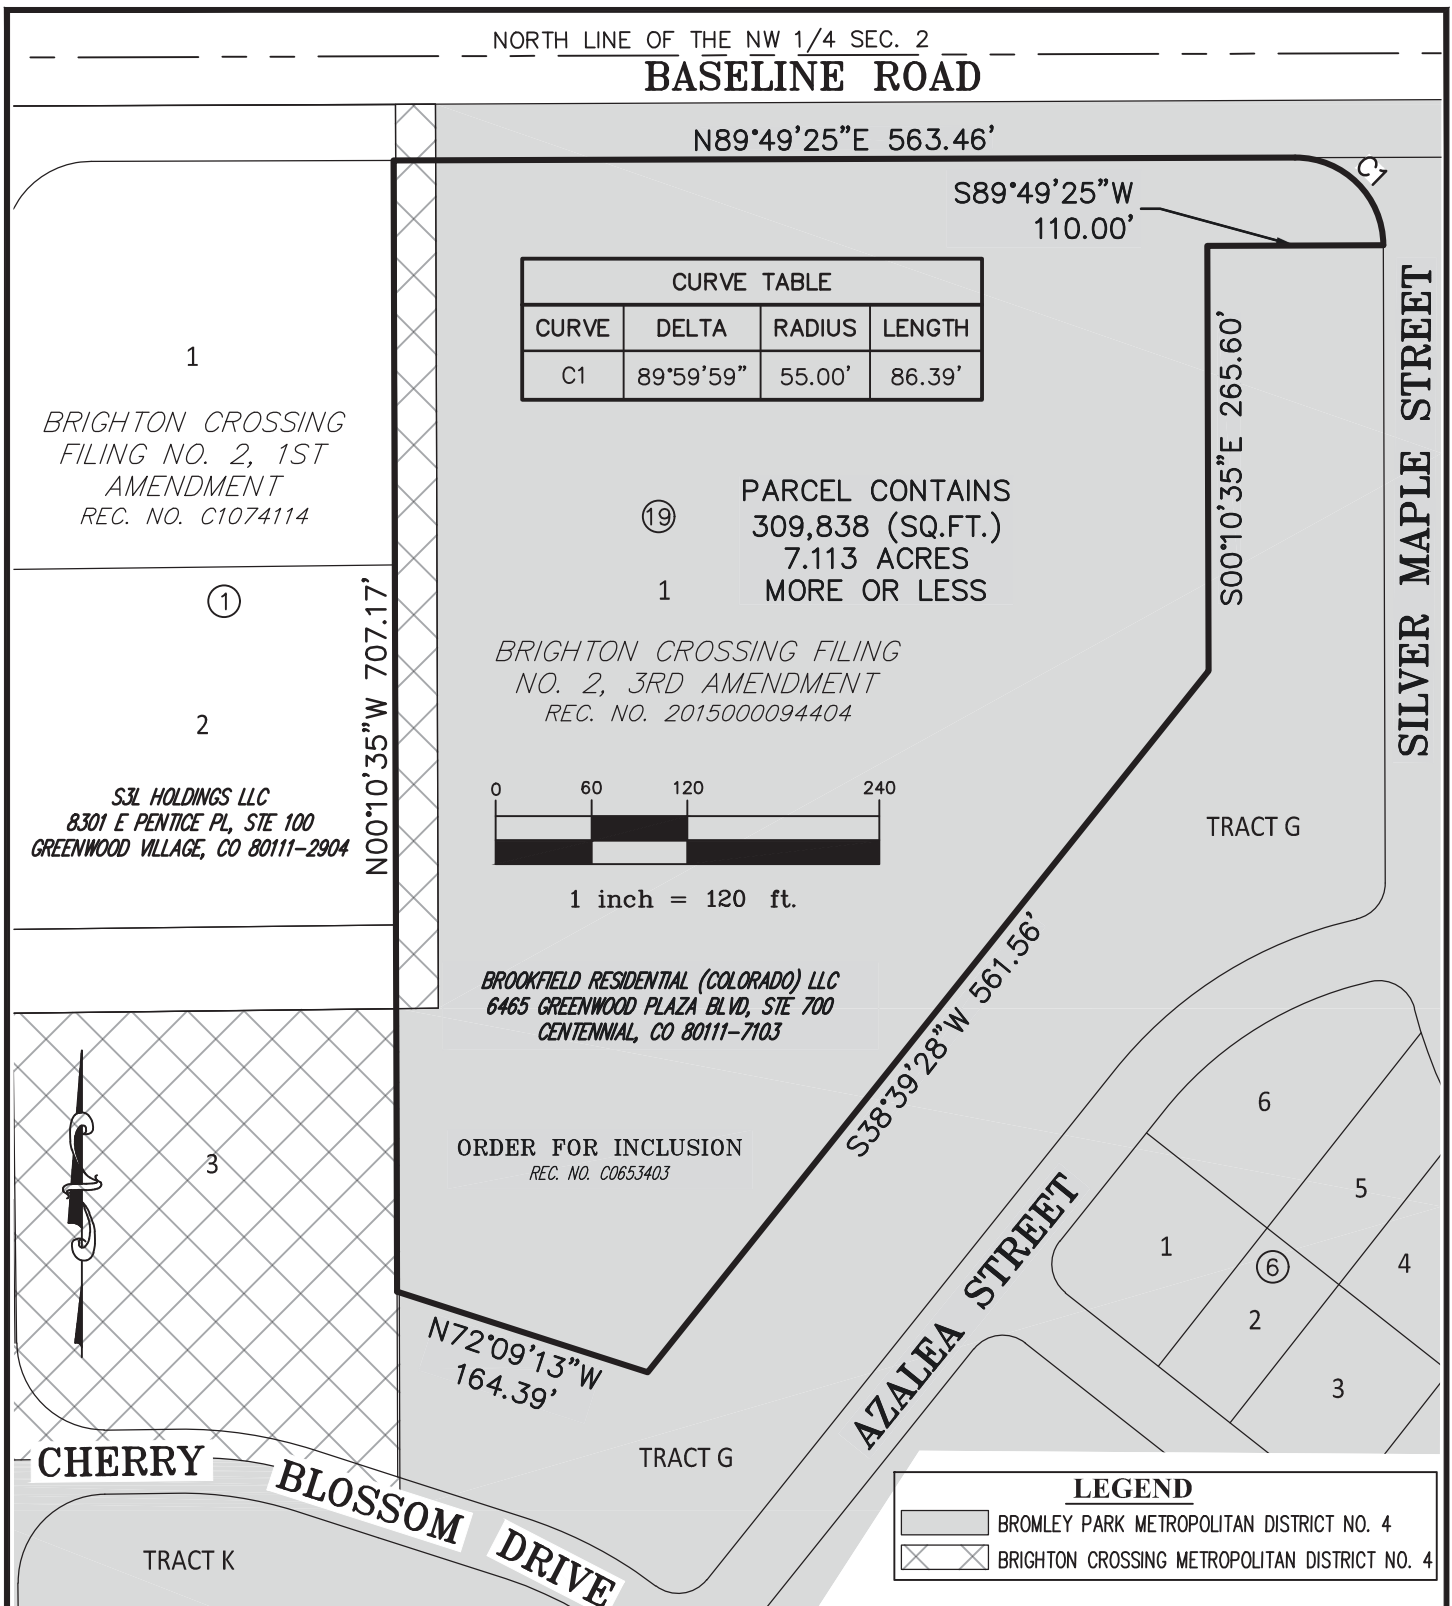 NORTH LINE OF THE NW 1/4 SEC. 2
BASELINE ROAD
N89°49'25"E 563.46'
C1
S89°49'25"W
110.00'
CURVE TABLE
CURVE DELTA RADIUS LENGTH
C1 89°59'59" 55.00' 86.39'
1
BRIGHTON CROSSING
FILING NO. 2, 1ST
AMENDMENT
REC. NO. C1074114
S00°10'35"E 265.60'
SILVER MAPLE STREET
19
PARCEL CONTAINS
309,838 (SQ.FT.)
7.113 ACRES
MORE OR LESS
1
1
BRIGHTON CROSSING FILING
NO. 2, 3RD AMENDMENT
REC. NO. 2015000094404
N00°10'35"W 707.17'
2
S3L HOLDINGS LLC
8301 E PENTICE PL, STE 100
GREENWOOD VILLAGE, CO 80111-2904
0 60 120 240
1 inch = 120 ft.
TRACT G
BROOKFIELD RESIDENTIAL (COLORADO) LLC
6465 GREENWOOD PLAZA BLVD, STE 700
CENTENNIAL, CO 80111-7103
S38°39'28"W 561.56'
ORDER FOR INCLUSION
REC. NO. C0653403
3
6
5
1
6
4
2
3
AZALEA STREET
N72°09'13"W
164.39'
TRACT G
CHERRY BLOSSOM DRIVE
TRACT K
LEGEND
BROMLEY PARK METROPOLITAN DISTRICT NO. 4
BRIGHTON CROSSING METROPOLITAN DISTRICT NO. 4